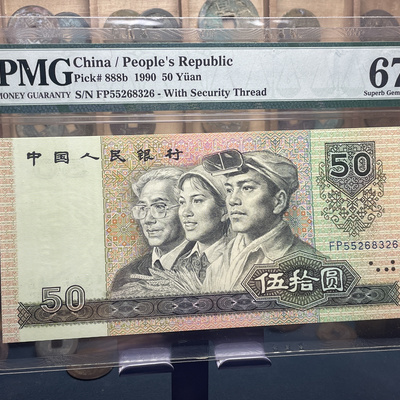 PMG China / People's Republic
Pick# 888b 1990 50 Yüan
MONEY GUARANTY S/N FP55268326 - With Security Thread
67
Superb Gem
中国人民银行
50
FP55268326
50
伍拾圆